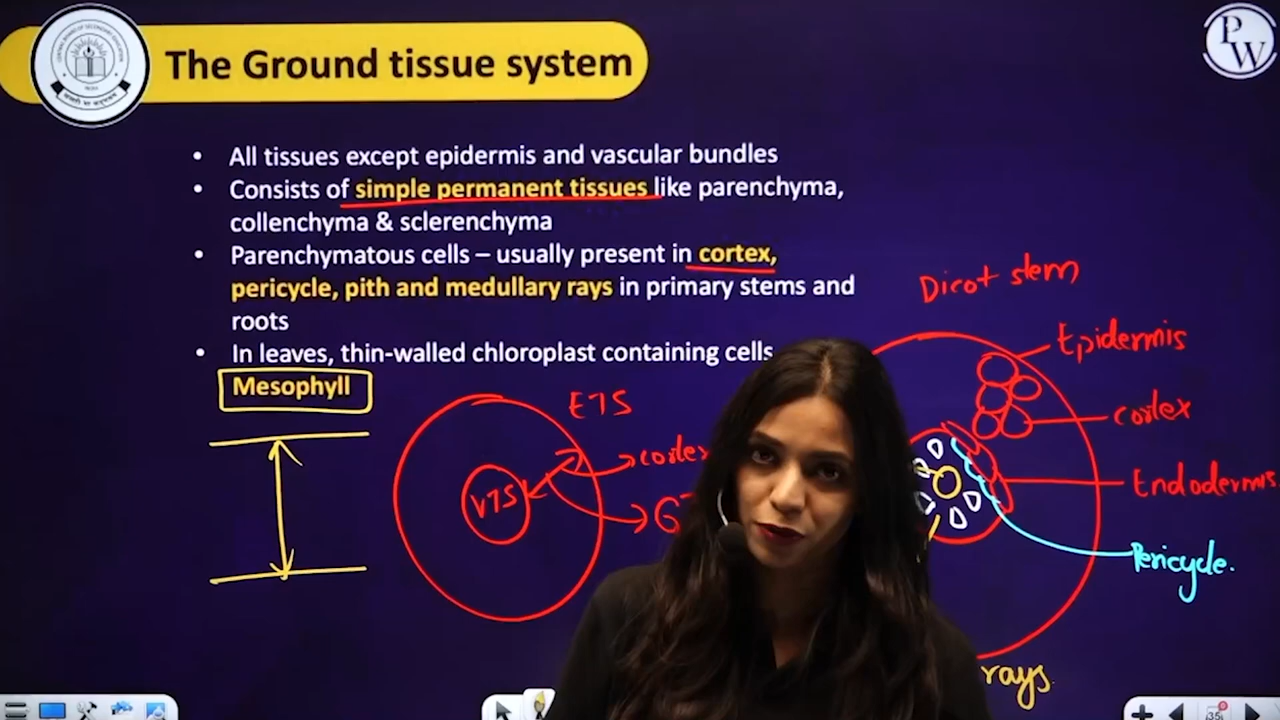 The Ground tissue system
PW
• All tissues except epidermis and vascular bundles
• Consists of simple permanent tissues like parenchyma,
collenchyma & sclerenchyma
• Parenchymatous cells – usually present in cortex,
pericycle, pith and medullary rays in primary stems and
roots
• In leaves, thin-walled chloroplast containing cells
Mesophyll
ETS
cortex
VTS
Dicot stem
Epidermis
cortex
Endodermis
Pericycle.
rays
35